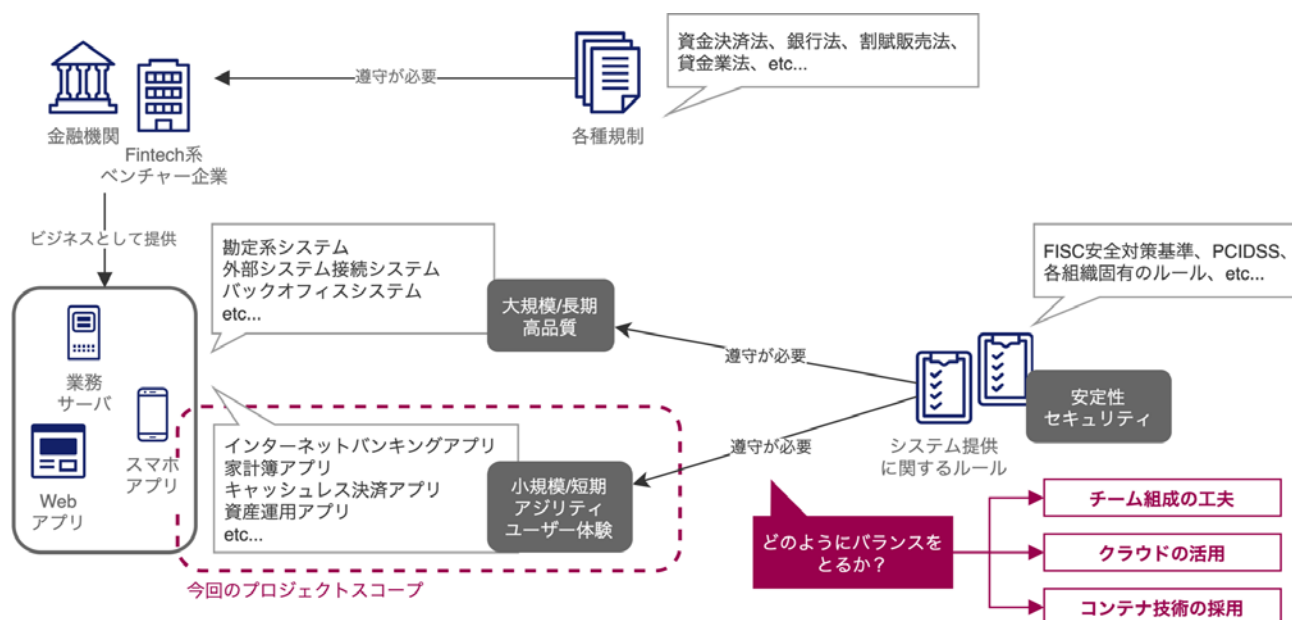 資金決済法、銀行法、割賦販売法、
貸金業法、etc...
遵守が必要
金融機関
Fintech系
ベンチャー企業
各種規制
ビジネスとして提供
勘定系システム
外部システム接続システム
バックオフィスシステム
etc...
大規模/長期
高品質
FISC安全対策基準、PCIDSS、
各組織固有のルール、etc...
遵守が必要
業務
サーバ
スマホ
アプリ
Web
アプリ
安定性
セキュリティ
システム提供
に関するルール
遵守が必要
インターネットバンキングアプリ
家計簿アプリ
キャッシュレス決済アプリ
資産運用アプリ
etc...
小規模/短期
アジリティ
ユーザー体験
今回のプロジェクトスコープ
どのようにバランスを
とるか？
チーム組成の工夫
クラウドの活用
コンテナ技術の採用